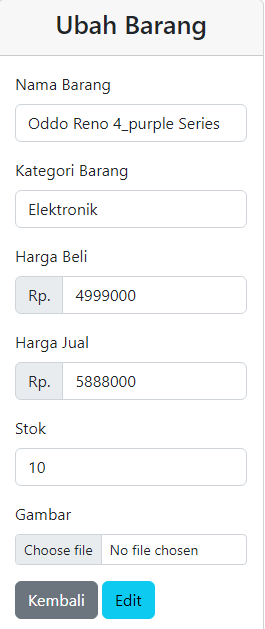 Ubah Barang
Nama Barang
Oddo Reno 4_purple Series
Kategori Barang
Elektronik
Harga Beli
Rp. 4999000
Harga Jual
Rp. 5888000
Stok
10
Gambar
Choose file No file chosen
Kembali Edit